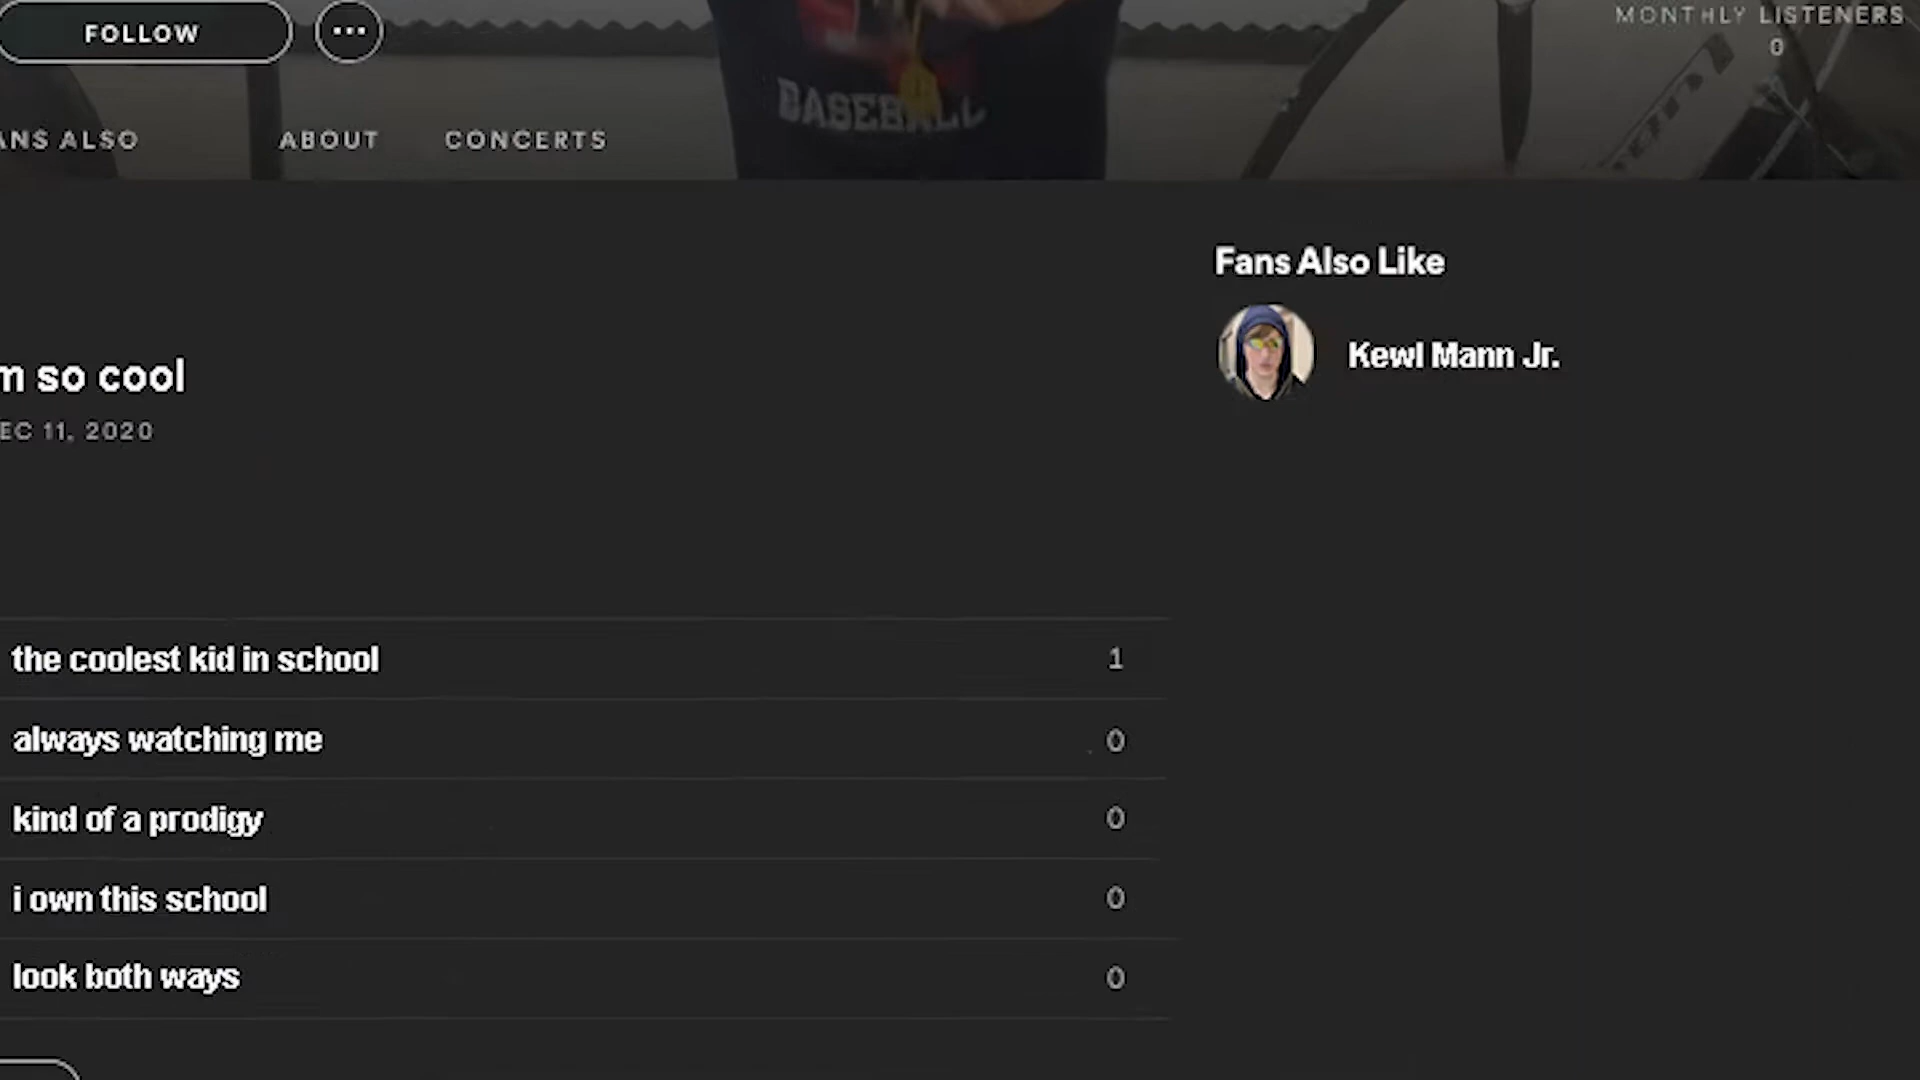 FOLLOW
MONTHLY LISTENERS
0
BASEBALL
ANS ALSO
ABOUT
CONCERTS
Fans Also Like
Kewl Mann Jr.
m so cool
EC 11, 2020
the coolest kid in school 1
always watching me 0
kind of a prodigy 0
i own this school 0
look both ways 0